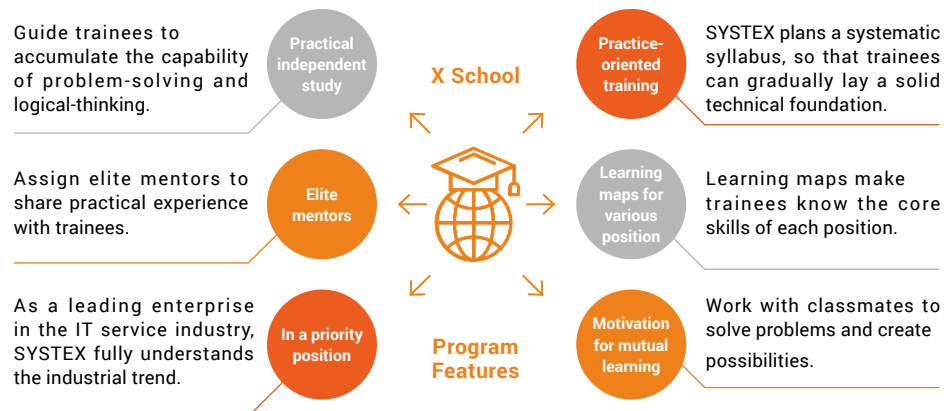 Guide trainees to
accumulate the capability
of problem-solving and
logical-thinking.
Practical
independent
study
X School
Practice-
oriented
training
SYSTEX plans a systematic
syllabus, so that trainees
can gradually lay a solid
technical foundation.
Assign elite mentors to
share practical experience
with trainees.
Elite
mentors
Learning
maps for
various
position
Learning maps make
trainees know the core
skills of each position.
As a leading enterprise
in the IT service industry,
SYSTEX fully understands
the industrial trend.
In a priority
position
Program
Features
Motivation
for mutual
learning
Work with classmates to
solve problems and create
possibilities.